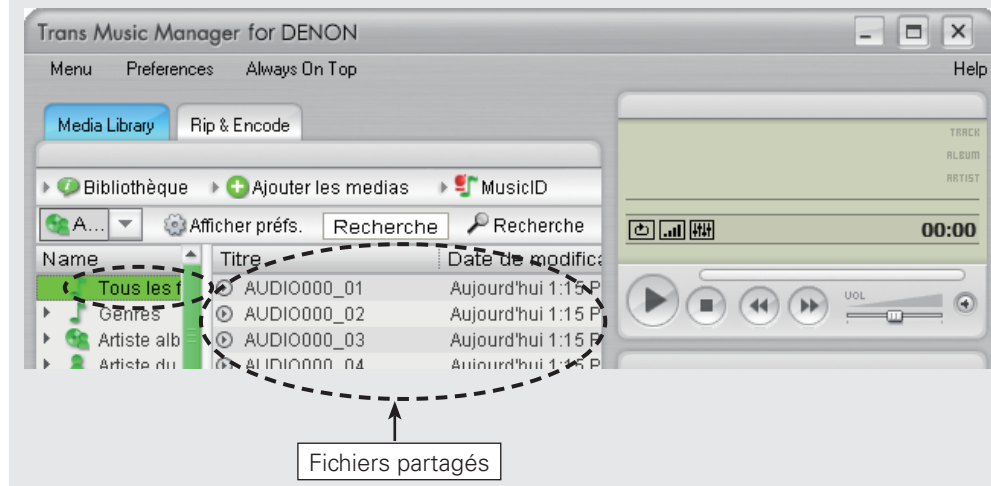 Trans Music Manager for DENON
Menu Preferences Always On Top Help
Media Library Rip & Encode
TRACK
ALBUM
ARTIST
Bibliothèque Ajouter les medias MusicID
A... Afficher préfs. Recherche Recherche
00:00
Name Titre Date de modifica
Tous les f AUDIO000_01 Aujourd'hui 1:15 P
Genres AUDIO000_02 Aujourd'hui 1:15 P
VOL
Artiste alb AUDIO000_03 Aujourd'hui 1:15 P
Artiste du AUDIO000_04 Aujourd'hui 1:15 P
Fichiers partagés